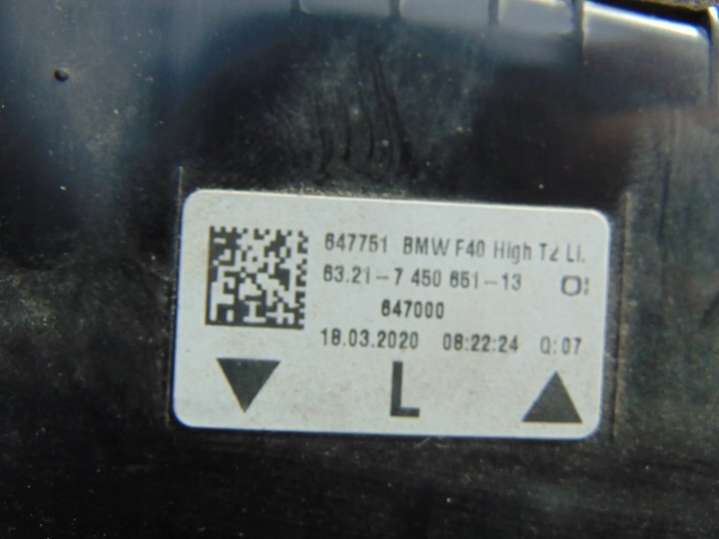 647751 BMW F40 High T2 Li.
63.21-7 450 651-13
647000
18.03.2020 08:22:24 Q:07
L